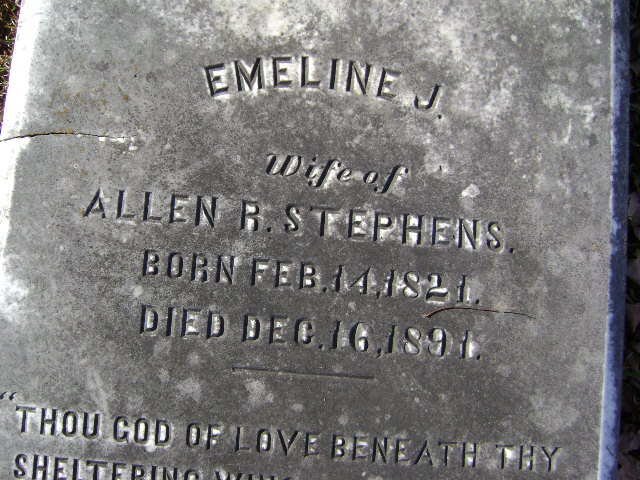 EMELINE J.
Wife of
ALLEN R. STEPHENS.
BORN FEB. 14, 1821.
DIED DEC. 16, 1891.
"THOU GOD OF LOVE BENEATH THY
SHELTERING